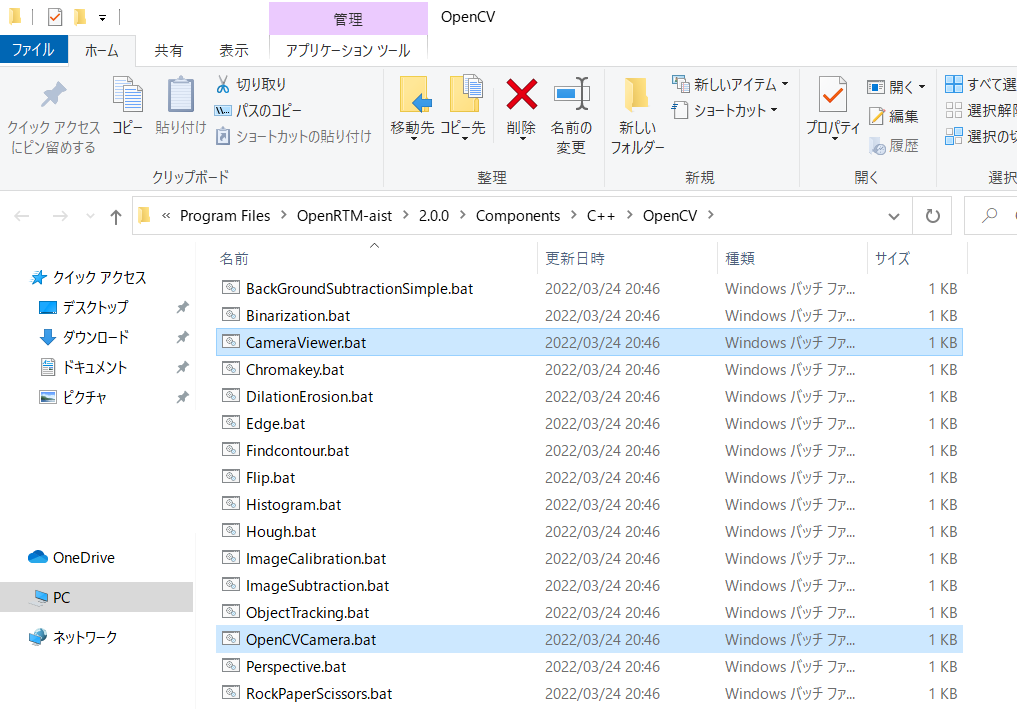 管理
OpenCV
ファイル ホーム 共有 表示 アプリケーション ツール
クイック アクセス
にピン留めする
コピー
貼り付け
切り取り
パスのコピー
ショートカットの貼り付け
クリップボード
移動先
コピー先
削除
名前の
変更
整理
新しい
フォルダー
新しいアイテム
ショートカット
新規
プロパティ
開く
編集
履歴
開く
すべて選
選択解
選択の切
選択
« Program Files > OpenRTM-aist > 2.0.0 > Components > C++ > OpenCV >
クイック アクセス
デスクトップ
ダウンロード
ドキュメント
ピクチャ
OneDrive
PC
ネットワーク
名前 更新日時 種類 サイズ
BackGroundSubtractionSimple.bat 2022/03/24 20:46 Windows バッチ ファ... 1 KB
Binarization.bat 2022/03/24 20:46 Windows バッチ ファ... 1 KB
CameraViewer.bat 2022/03/24 20:46 Windows バッチ ファ... 1 KB
Chromakey.bat 2022/03/24 20:46 Windows バッチ ファ... 1 KB
DilationErosion.bat 2022/03/24 20:46 Windows バッチ ファ... 1 KB
Edge.bat 2022/03/24 20:46 Windows バッチ ファ... 1 KB
Findcontour.bat 2022/03/24 20:46 Windows バッチ ファ... 1 KB
Flip.bat 2022/03/24 20:46 Windows バッチ ファ... 1 KB
Histogram.bat 2022/03/24 20:46 Windows バッチ ファ... 1 KB
Hough.bat 2022/03/24 20:46 Windows バッチ ファ... 1 KB
ImageCalibration.bat 2022/03/24 20:46 Windows バッチ ファ... 1 KB
ImageSubtraction.bat 2022/03/24 20:46 Windows バッチ ファ... 1 KB
ObjectTracking.bat 2022/03/24 20:46 Windows バッチ ファ... 1 KB
OpenCVCamera.bat 2022/03/24 20:46 Windows バッチ ファ... 1 KB
Perspective.bat 2022/03/24 20:46 Windows バッチ ファ... 1 KB
RockPaperScissors.bat 2022/03/24 20:46 Windows バッチ ファ... 1 KB